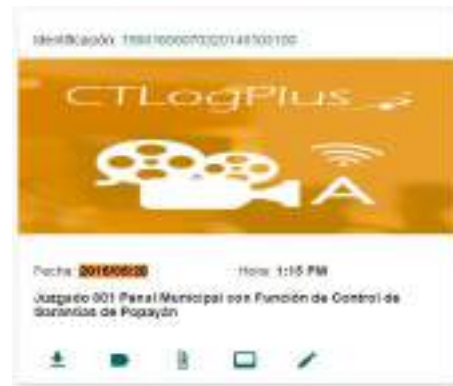 Identificación:
CTLogPlus
A
Fecha: Hora: 1:15 PM
Juzgado 001 Penal Municipal con Función de Control de
Garantías de Popayán